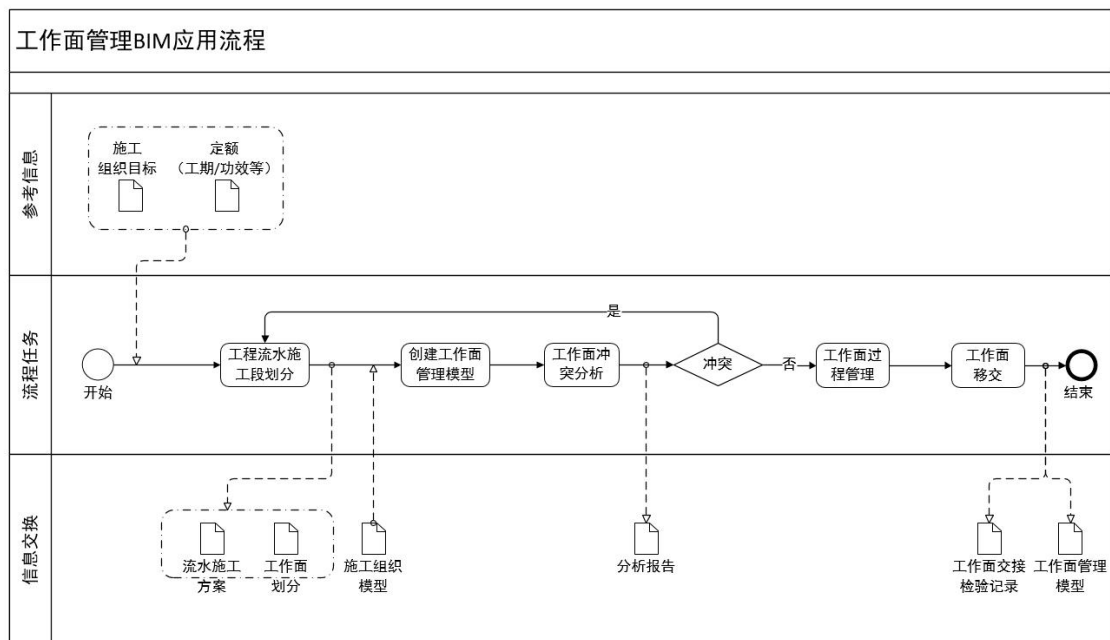 工作面管理BIM应用流程
参考信息
施工
组织目标
定额
（工期/功效等）
流程任务
开始
工程流水施
工段划分
创建工作面
管理模型
工作面冲
突分析
是
冲突
否
工作面过
程管理
工作面
移交
结束
信息交换
流水施工
方案
工作面
划分
施工组织
模型
分析报告
工作面交接
检验记录
工作面管理
模型